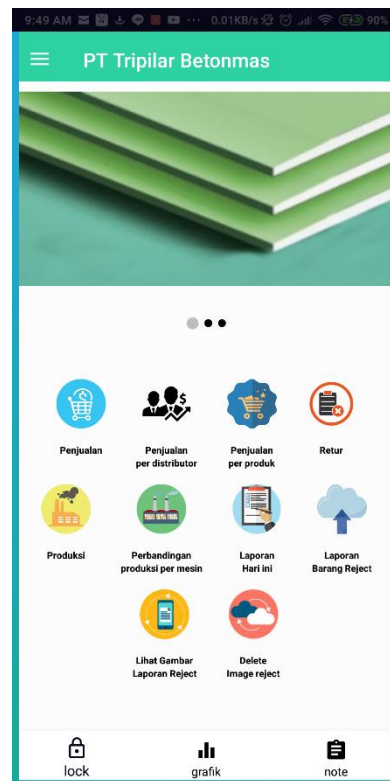 9:49 AM ... 0.01KB/s 90%
PT Tripilar Betonmas
Penjualan
Penjualan
per distributor
Penjualan
per produk
Retur
Produksi
Perbandingan
produksi per mesin
Laporan
Hari ini
Laporan
Barang Reject
Lihat Gambar
Laporan Reject
Delete
Image reject
lock
grafik
note